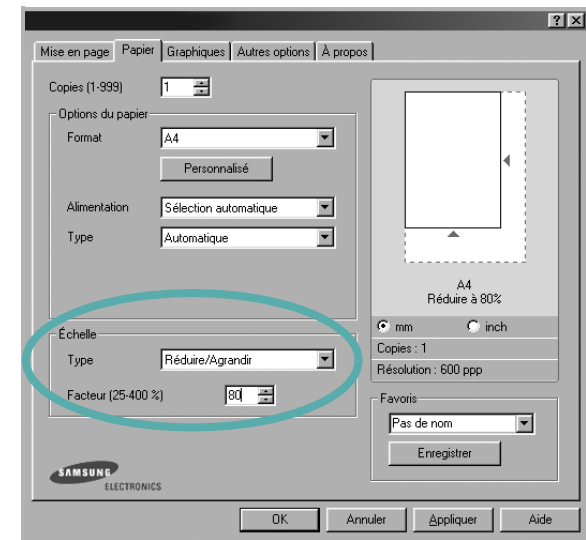 Mise en page Papier Graphiques Autres options À propos
Copies (1-999) 1
Options du papier
Format A4
Personnalisé
Alimentation Sélection automatique
Type Automatique
Échelle
Type Réduire/Agrandir
Facteur (25-400 %) 80
SAMSUNG
ELECTRONICS
A4
Réduire à 80%
mm inch
Copies : 1
Résolution : 600 ppp
Favoris
Pas de nom
Enregistrer
OK Annuler Appliquer Aide